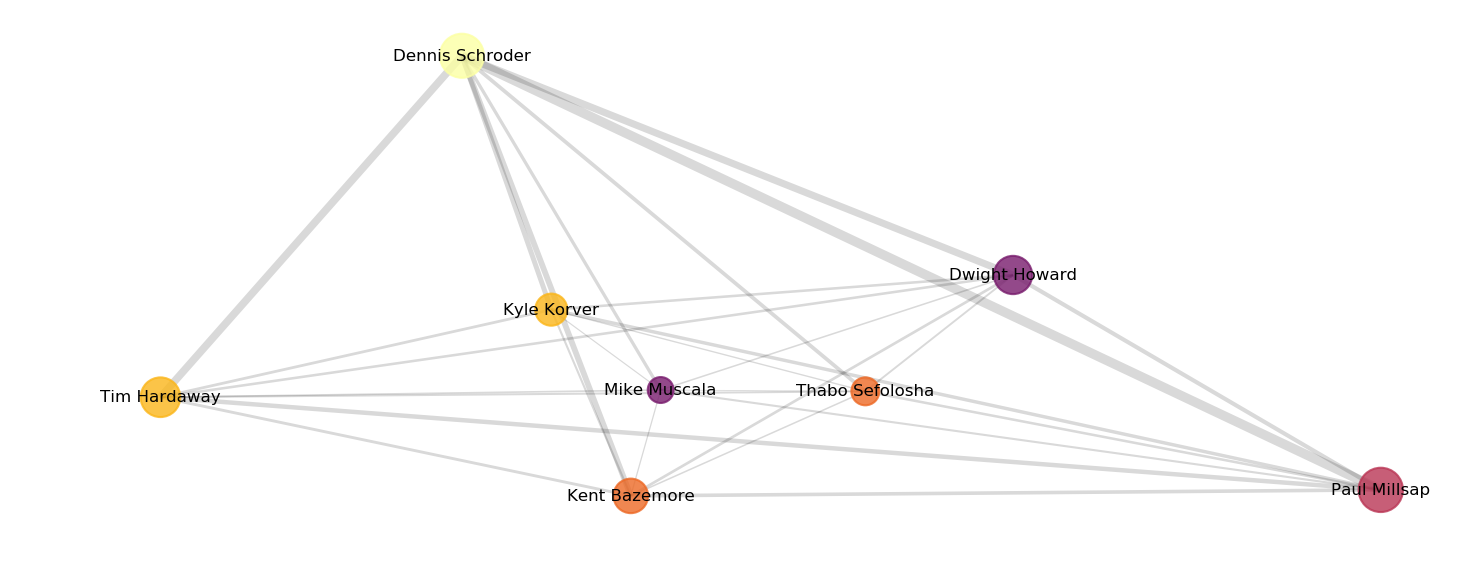 Dennis Schroder
Dwight Howard
Kyle Korver
Mike Muscala
Thabo Sefolosha
Tim Hardaway
Paul Millsap
Kent Bazemore